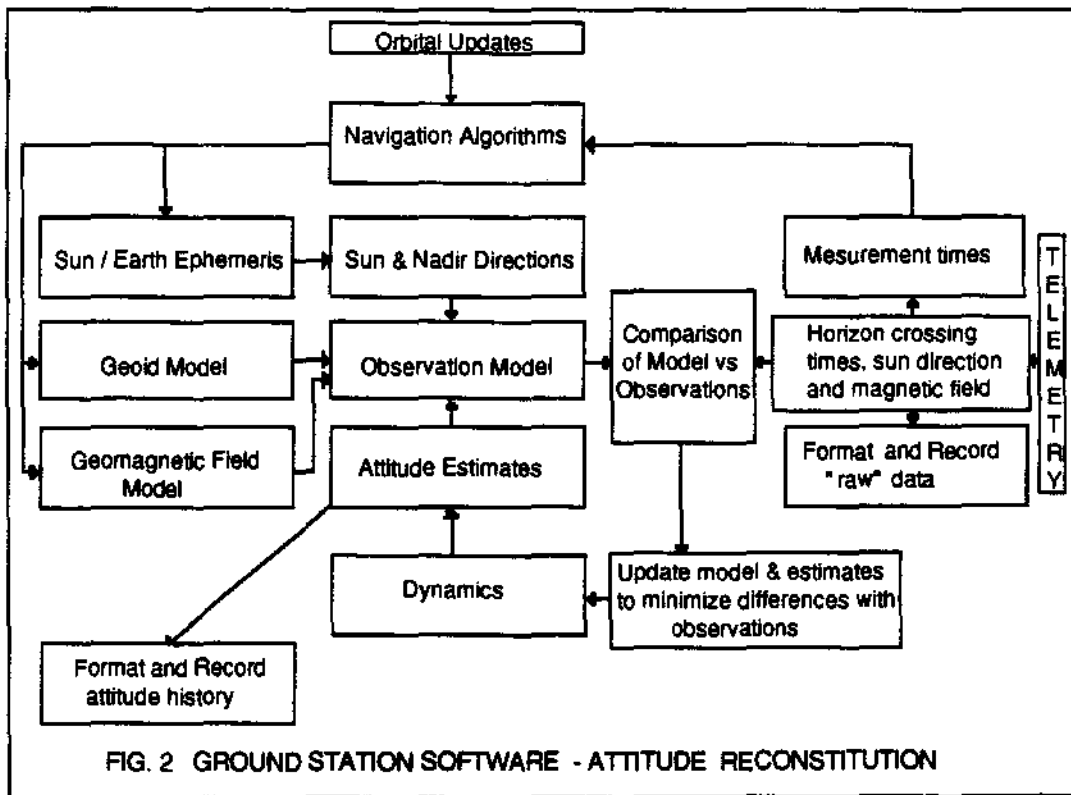 Orbital Updates
Navigation Algorithms
Sun / Earth Ephemeris
Sun & Nadir Directions
Mesurement times
TELEMETRY
Geoid Model
Observation Model
Comparison
of Model vs
Observations
Horizon crossing
times, sun direction
and magnetic field
Geomagnetic Field
Model
Attitude Estimates
Format and Record
"raw" data
Dynamics
Update model & estimates
to minimize differences with
observations
Format and Record
attitude history
FIG. 2 GROUND STATION SOFTWARE - ATTITUDE RECONSTITUTION